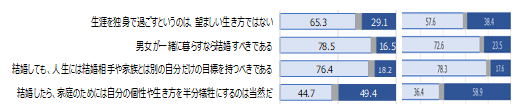 生涯を独身で過ごすというのは、望ましい生き方ではない 65.3 29.1 57.6 38.4
男女が一緒に暮らすなら結婚すべきである 78.5 16.5 72.6 23.5
結婚しても、人生には結婚相手や家族とは別の自分だけの目標を持つべきである 76.4 18.2 78.3 17.6
結婚したら、家庭のためには自分の個性や生き方を半分犠牲にするのは当然だ 44.7 49.4 36.4 58.9